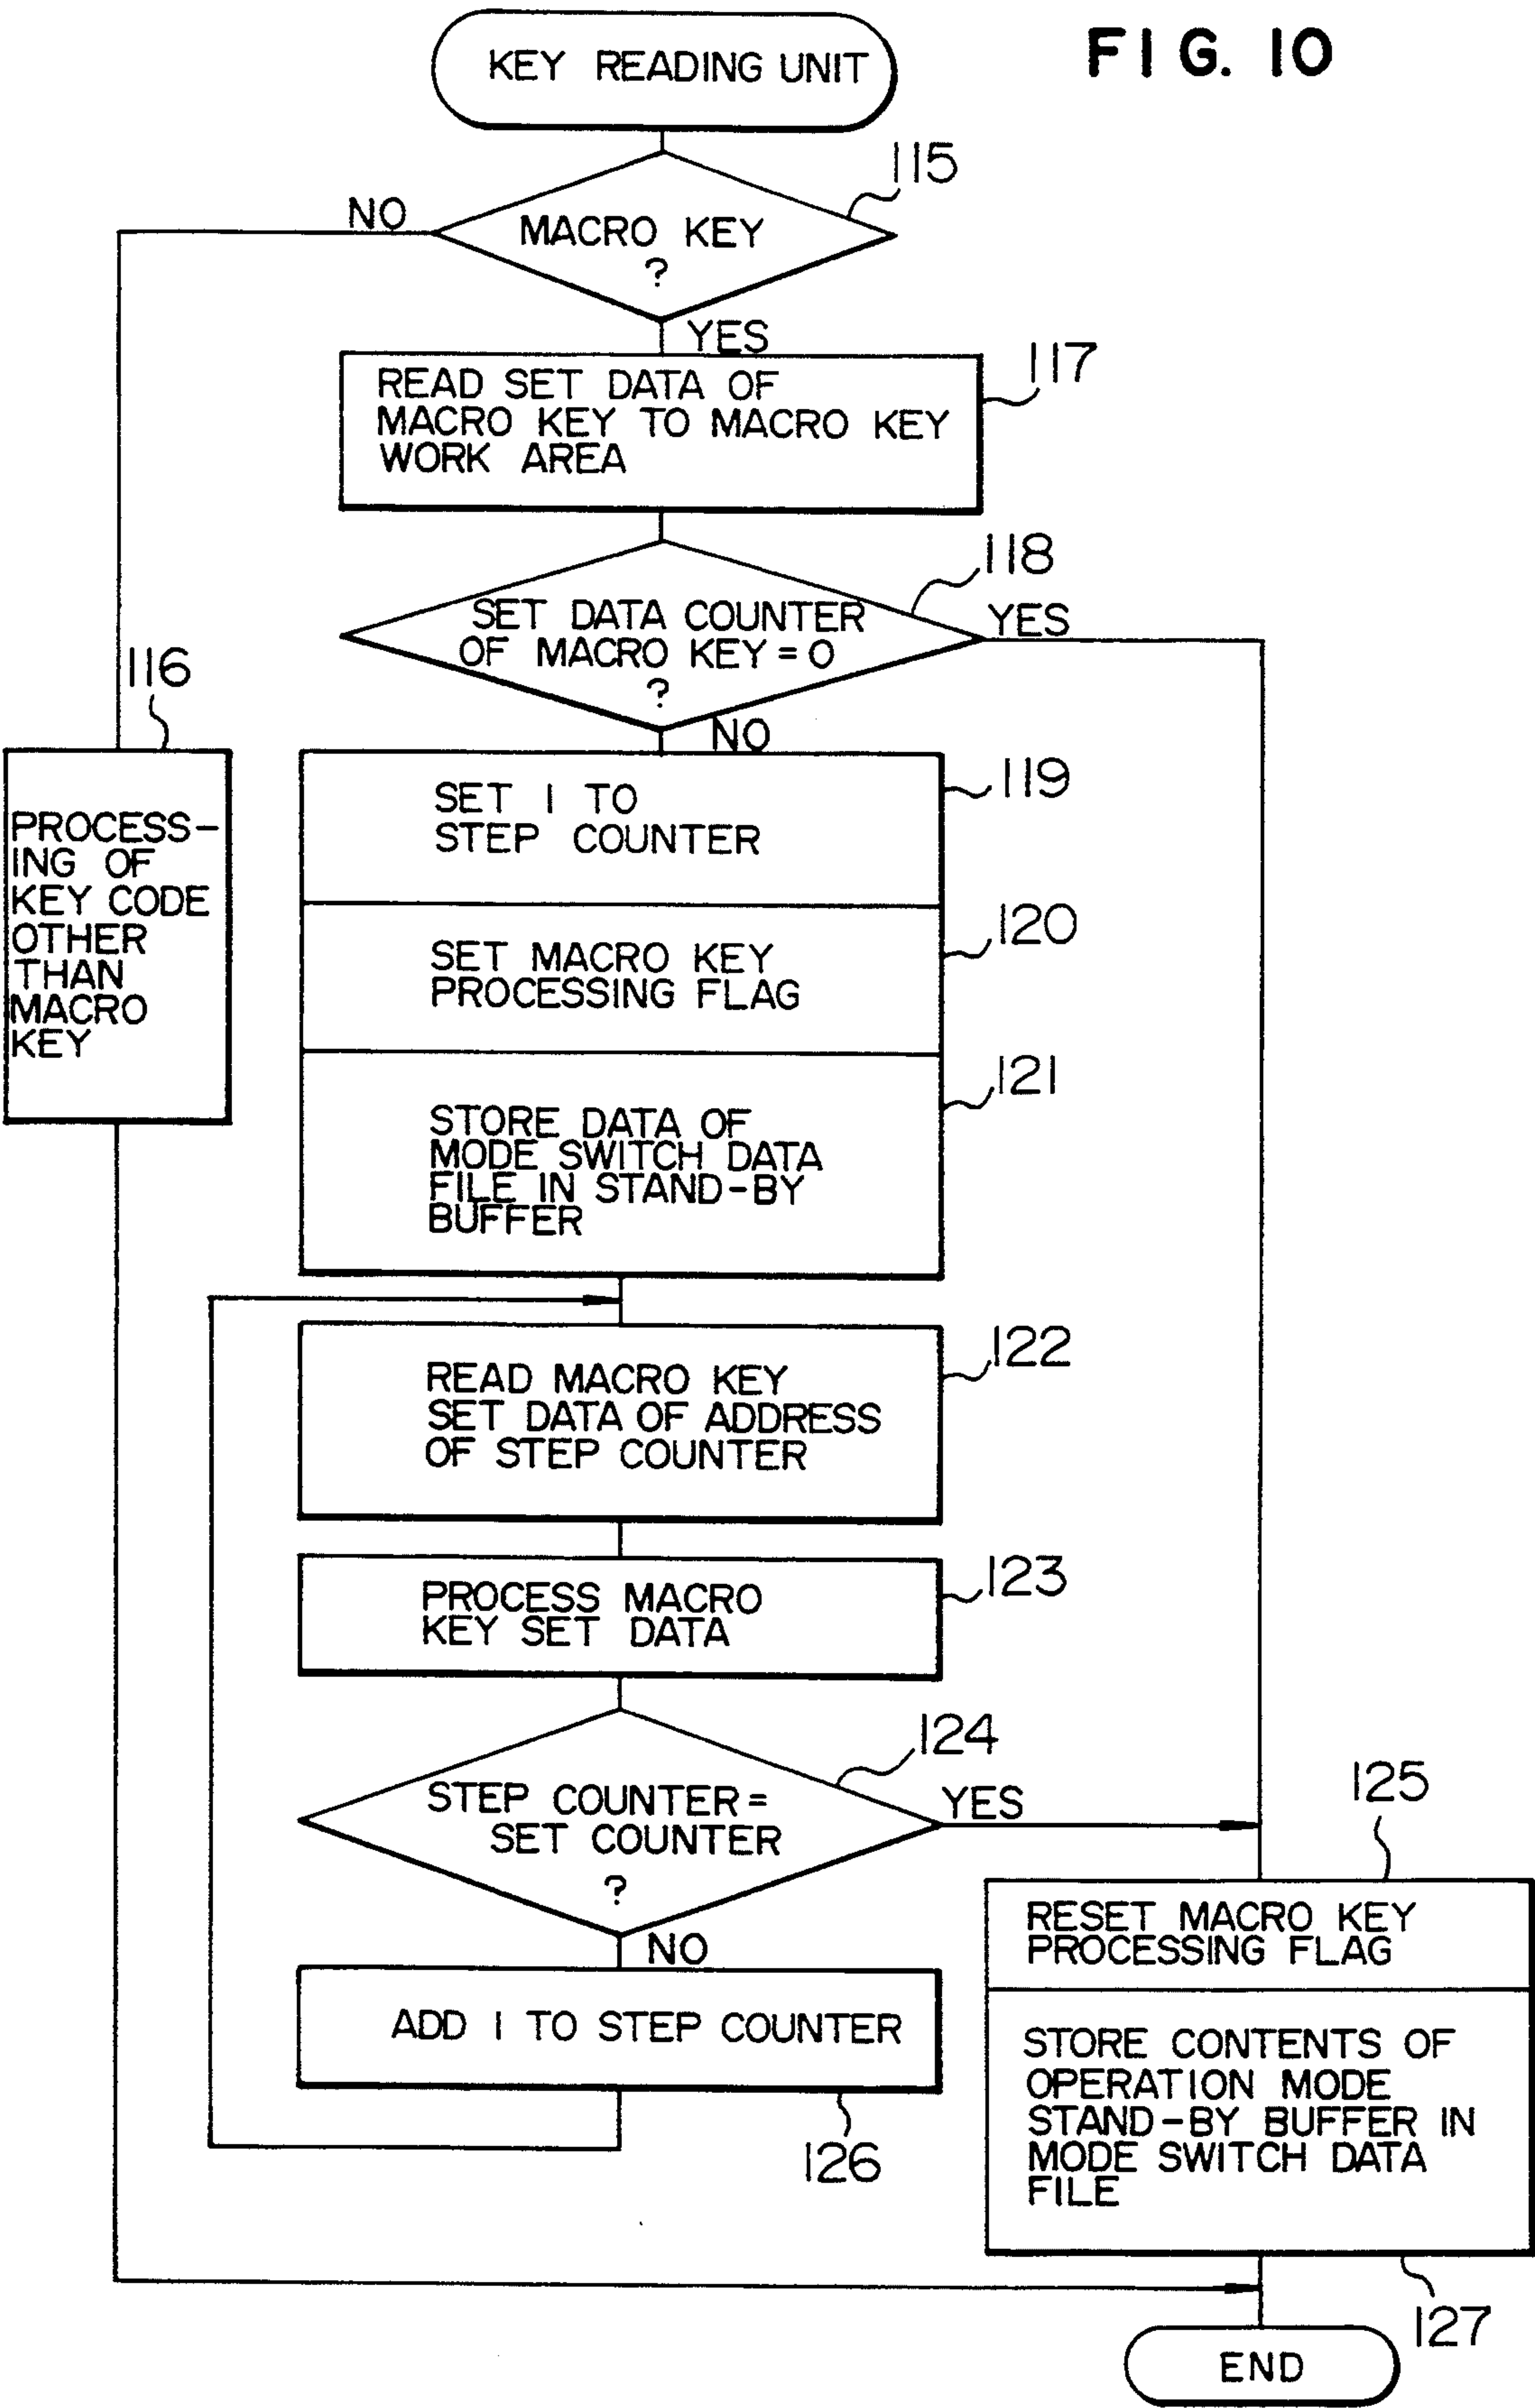 FIG. 10
KEY READING UNIT
115
NO
MACRO KEY
?
YES
117
READ SET DATA OF
MACRO KEY TO MACRO KEY
WORK AREA
118
SET DATA COUNTER
OF MACRO KEY = 0
?
YES
NO
116
PROCESS-
ING OF
KEY CODE
OTHER
THAN
MACRO
KEY
119
SET 1 TO
STEP COUNTER
120
SET MACRO KEY
PROCESSING FLAG
121
STORE DATA OF
MODE SWITCH DATA
FILE IN STAND-BY
BUFFER
122
READ MACRO KEY
SET DATA OF ADDRESS
OF STEP COUNTER
123
PROCESS MACRO
KEY SET DATA
124
STEP COUNTER =
SET COUNTER
?
YES
NO
125
RESET MACRO KEY
PROCESSING FLAG
ADD 1 TO STEP COUNTER
126
STORE CONTENTS OF
OPERATION MODE
STAND-BY BUFFER IN
MODE SWITCH DATA
FILE
127
END